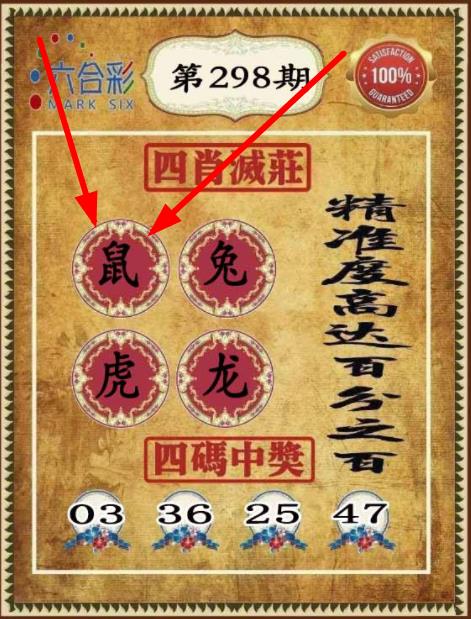 六合彩
MARK SIX
第298期
SATISFACTION
100%
GUARANTEED
四肖滅莊
鼠 兔
虎 龙
精准度高达百分之百
四碼中獎
03 36 25 47